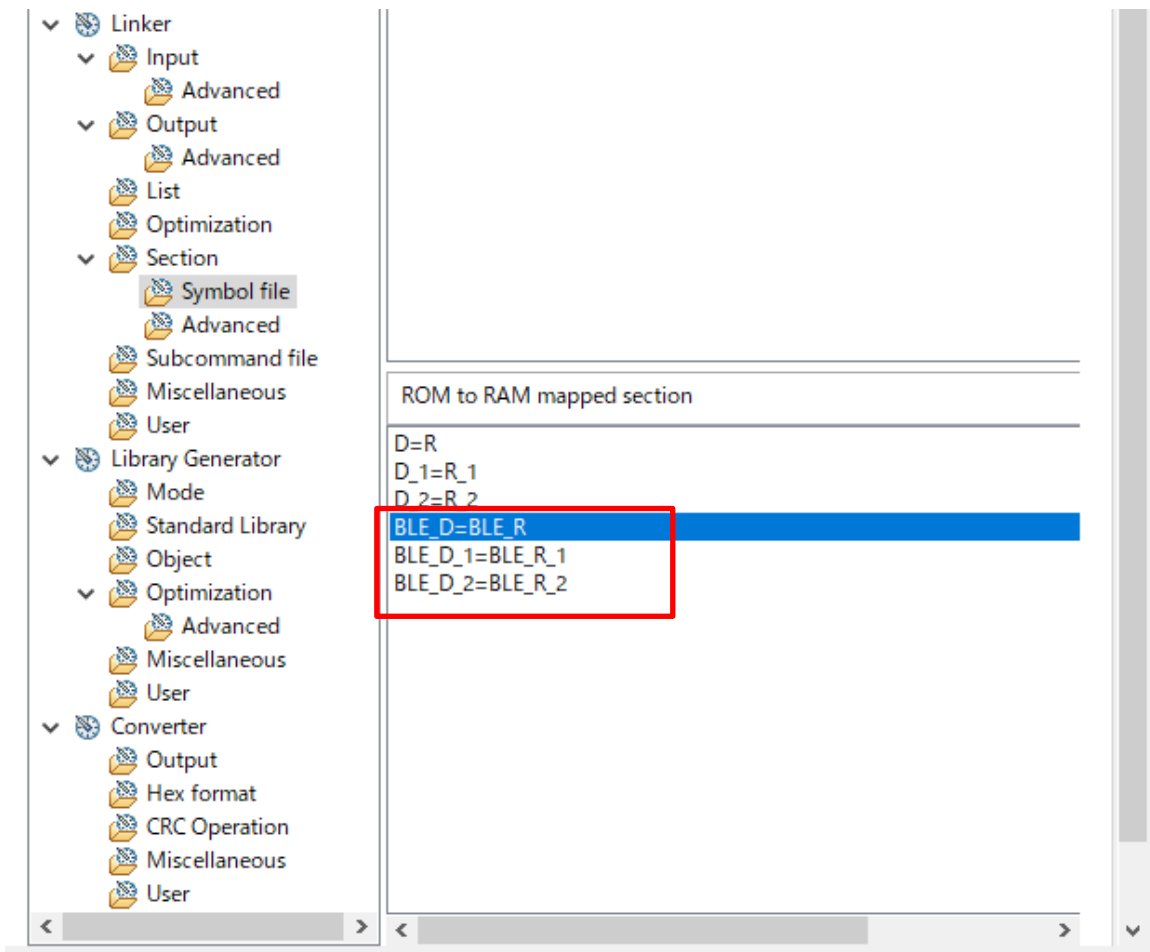 Linker
Input
Advanced
Output
Advanced
List
Optimization
Section
Symbol file
Advanced
Subcommand file
Miscellaneous
User
Library Generator
Mode
Standard Library
Object
Optimization
Advanced
Miscellaneous
User
Converter
Output
Hex format
CRC Operation
Miscellaneous
User
ROM to RAM mapped section
D=R
D_1=R_1
D_2=R_2
BLE_D=BLE_R
BLE_D_1=BLE_R_1
BLE_D_2=BLE_R_2